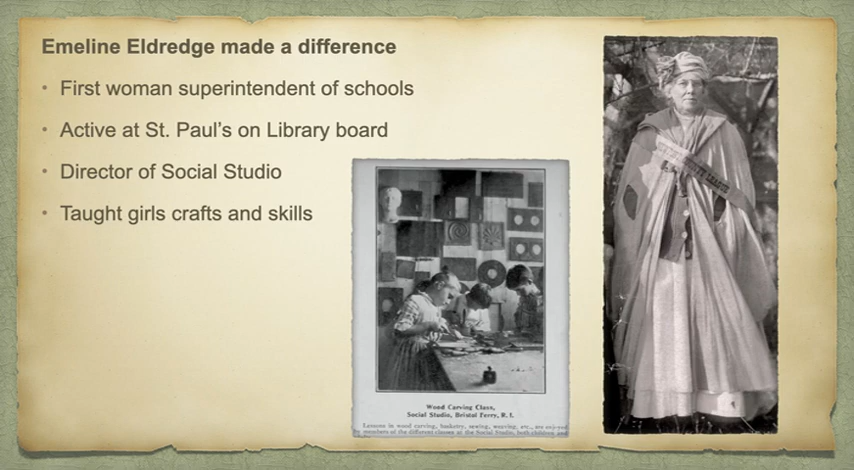 Emeline Eldredge made a difference
• First woman superintendent of schools
• Active at St. Paul's on Library board
• Director of Social Studio
• Taught girls crafts and skills
Wood Carving Class,
Social Studio, Bristol Ferry, R. I.
Lessons in wood carving, basketry, sewing, weaving, etc., are enjoyed
by members of the different classes at the Social Studio, both children and